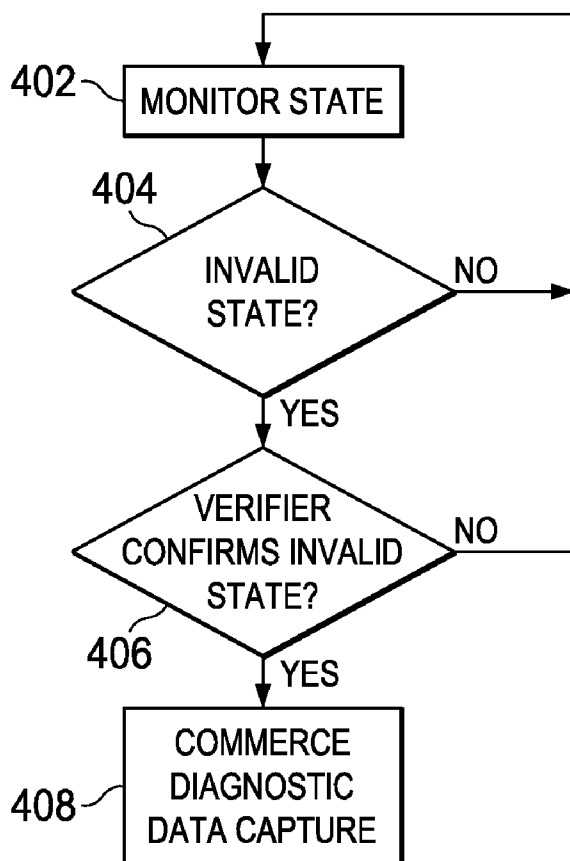 402
MONITOR STATE
404
INVALID
STATE?
NO
YES
VERIFIER
CONFIRMS INVALID
STATE?
NO
406
YES
408
COMMERCE
DIAGNOSTIC
DATA CAPTURE